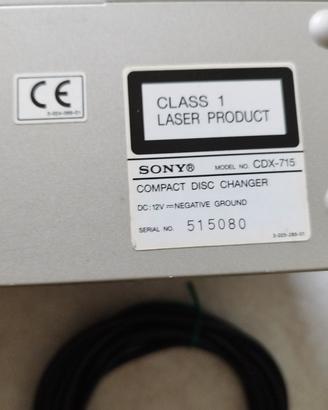 CE
CLASS 1
LASER PRODUCT
SONY® MODEL NO. CDX-715
COMPACT DISC CHANGER
DC:12V ⎓ NEGATIVE GROUND
SERIAL NO. 515080